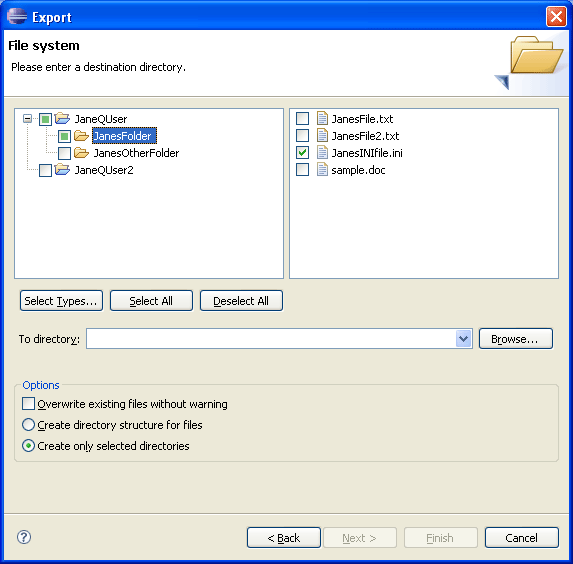 Export
File system
Please enter a destination directory.
JaneQUser
JanesFolder
JanesOtherFolder
JaneQUser2
JanesFile.txt
JanesFile2.txt
JanesINIfile.ini
sample.doc
Select Types... Select All Deselect All
To directory: Browse...
Options
Overwrite existing files without warning
Create directory structure for files
Create only selected directories
? < Back Next > Finish Cancel